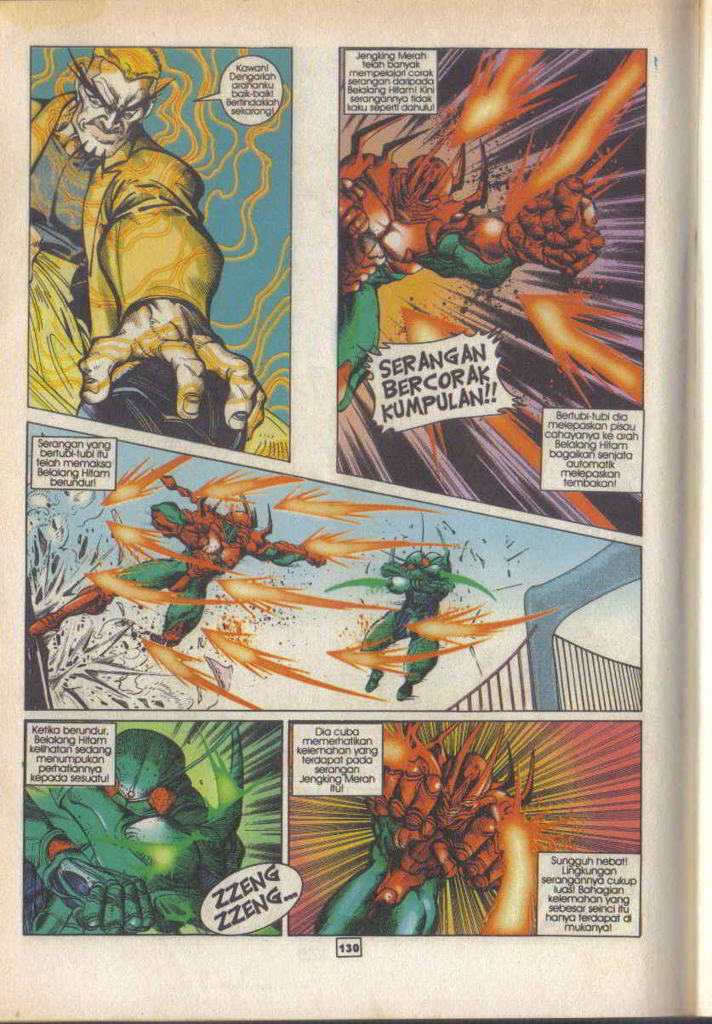 Kawan!
Dengarlah
arahanku
baik-baik!
Bertindaklah
sekarang!
Jengking Merah
telah banyak
mempelajari corak
serangan daripada
Belalang Hitam! Kini
serangannya tidak
kaku seperti dahulu!
SERANGAN
BERCORAK
KUMPULAN!!
Bertubi-tubi dia
melepaskan pisau
cahayanya ke arah
Belalang Hitam
bagaikan senjata
automatik
melepaskan
tembakan!
Serangan yang
bertubi-tubi itu
telah memaksa
Belalang Hitam
berundur!
Ketika berundur,
Belalang Hitam
kelihatan sedang
menumpukan
perhatiannya
kepada sesuatu!
ZZENG
ZZENG...
Dia cuba
memerhatikan
kelemahan yang
terdapat pada
serangan
Jengking Merah
itu!
Sungguh hebat!
Lingkungan
serangannya cukup
luas! Bahagian
kelemahan yang
sebesar seinci itu
hanya terdapat di
mukanya!
130